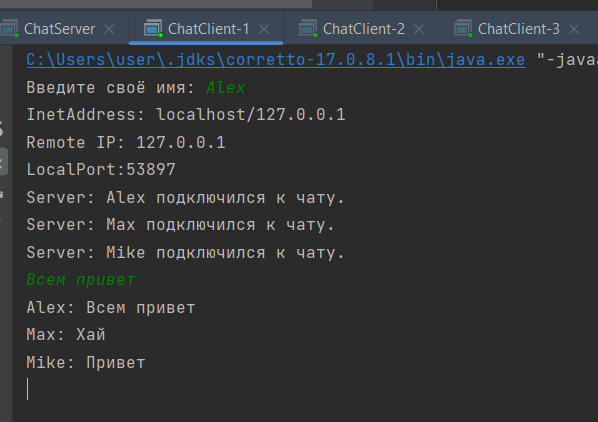 ChatServer ChatClient-1 ChatClient-2 ChatClient-3
C:\Users\user\.jdks\corretto-17.0.8.1\bin\java.exe "-java
Введите своё имя: Alex
InetAddress: localhost/127.0.0.1
Remote IP: 127.0.0.1
LocalPort:53897
Server: Alex подключился к чату.
Server: Max подключился к чату.
Server: Mike подключился к чату.
Всем привет
Alex: Всем привет
Max: Хай
Mike: Привет